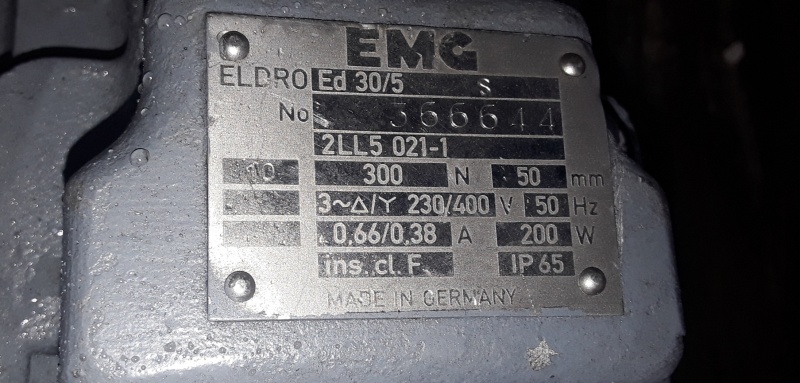 EMG
ELDRO Ed 30/5 S
No 366644
2LL5 021-1
10 300 N 50 mm
3~△/Y 230/400 V 50 Hz
0,66/0,38 A 200 W
ins. cl. F. IP 65
MADE IN GERMANY